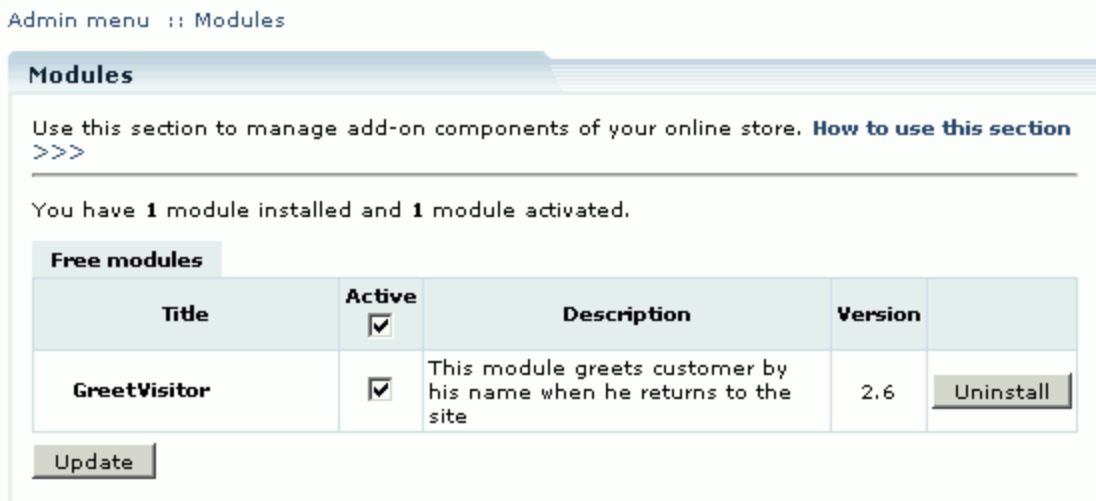 Admin menu :: Modules
Modules
Use this section to manage add-on components of your online store. How to use this section
>>>
You have 1 module installed and 1 module activated.
Free modules
Title
Active
Description
Version
GreetVisitor
This module greets customer by
his name when he returns to the
site
2.6
Uninstall
Update